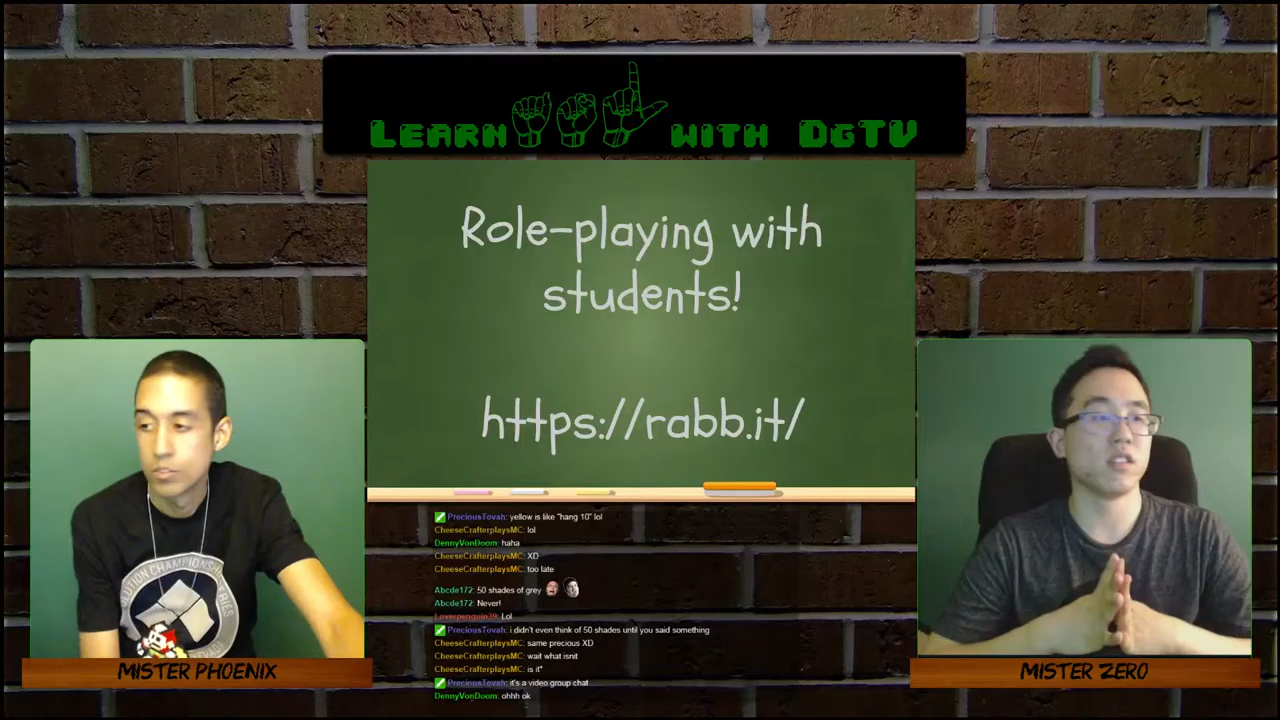 Learn ASL with DGTV
Role-playing with
students!
https://rabb.it/
PreciousTovah: yellow is like "hang 10" lol
CheeseCrafterplaysMC: lol
DennyVonDoom: haha
CheeseCrafterplaysMC: XD
CheeseCrafterplaysMC: too late
Abcde172: 50 shades of grey
Abcde172: Never!
Loverpenguin39: Lol
PreciousTovah: i didn't even think of 50 shades until you said something
CheeseCrafterplaysMC: same precious XD
CheeseCrafterplaysMC: wait what isnit
CheeseCrafterplaysMC: is it*
PreciousTovah: it's a video group chat
DennyVonDoom: ohhh ok
MISTER PHOENIX
MISTER ZERO